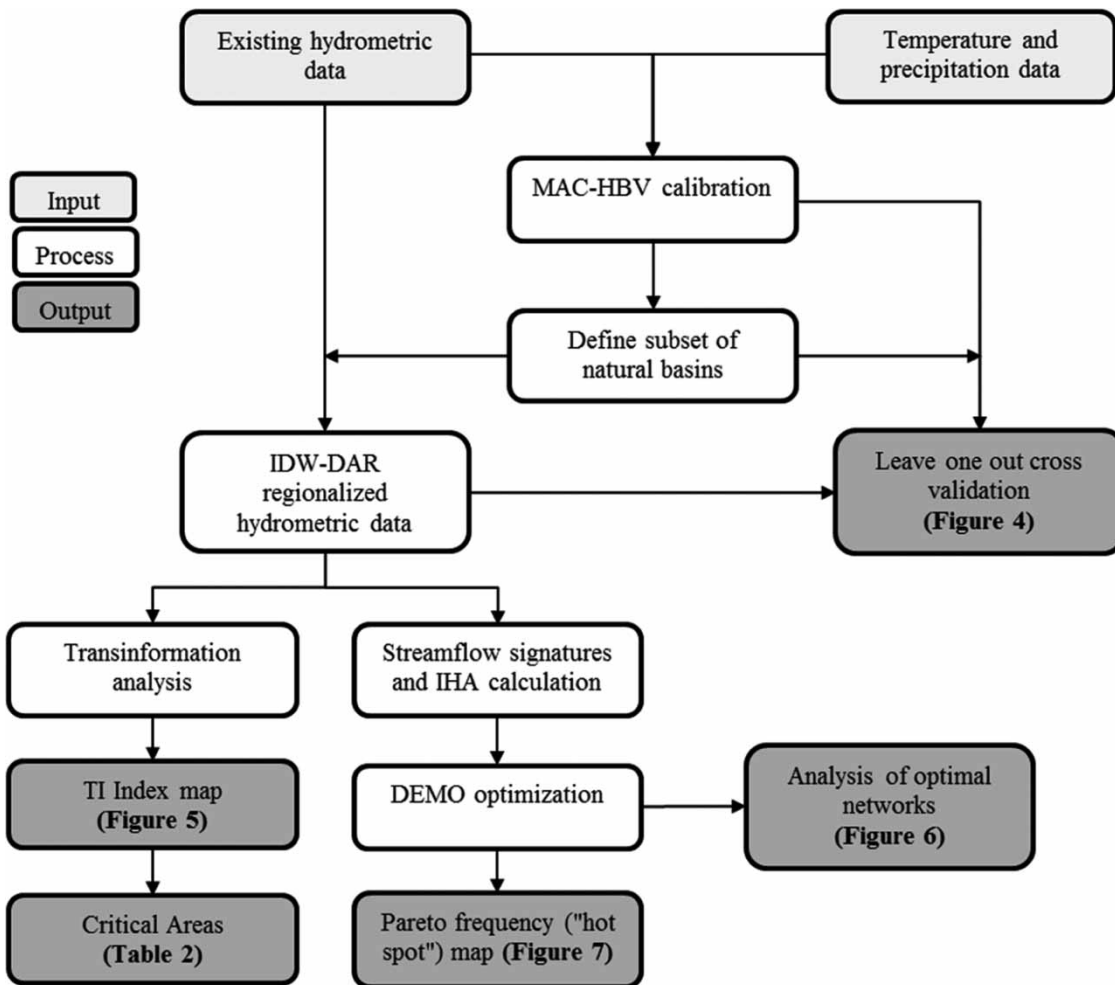 Existing hydrometric
data
Temperature and
precipitation data
MAC-HBV calibration
Input
Process
Output
Define subset of
natural basins
IDW-DAR
regionalized
hydrometric data
Leave one out cross
validation
(Figure 4)
Transinformation
analysis
Streamflow signatures
and IHA calculation
TI Index map
(Figure 5)
DEMO optimization
Analysis of optimal
networks
(Figure 6)
Critical Areas
(Table 2)
Pareto frequency ("hot
spot") map (Figure 7)